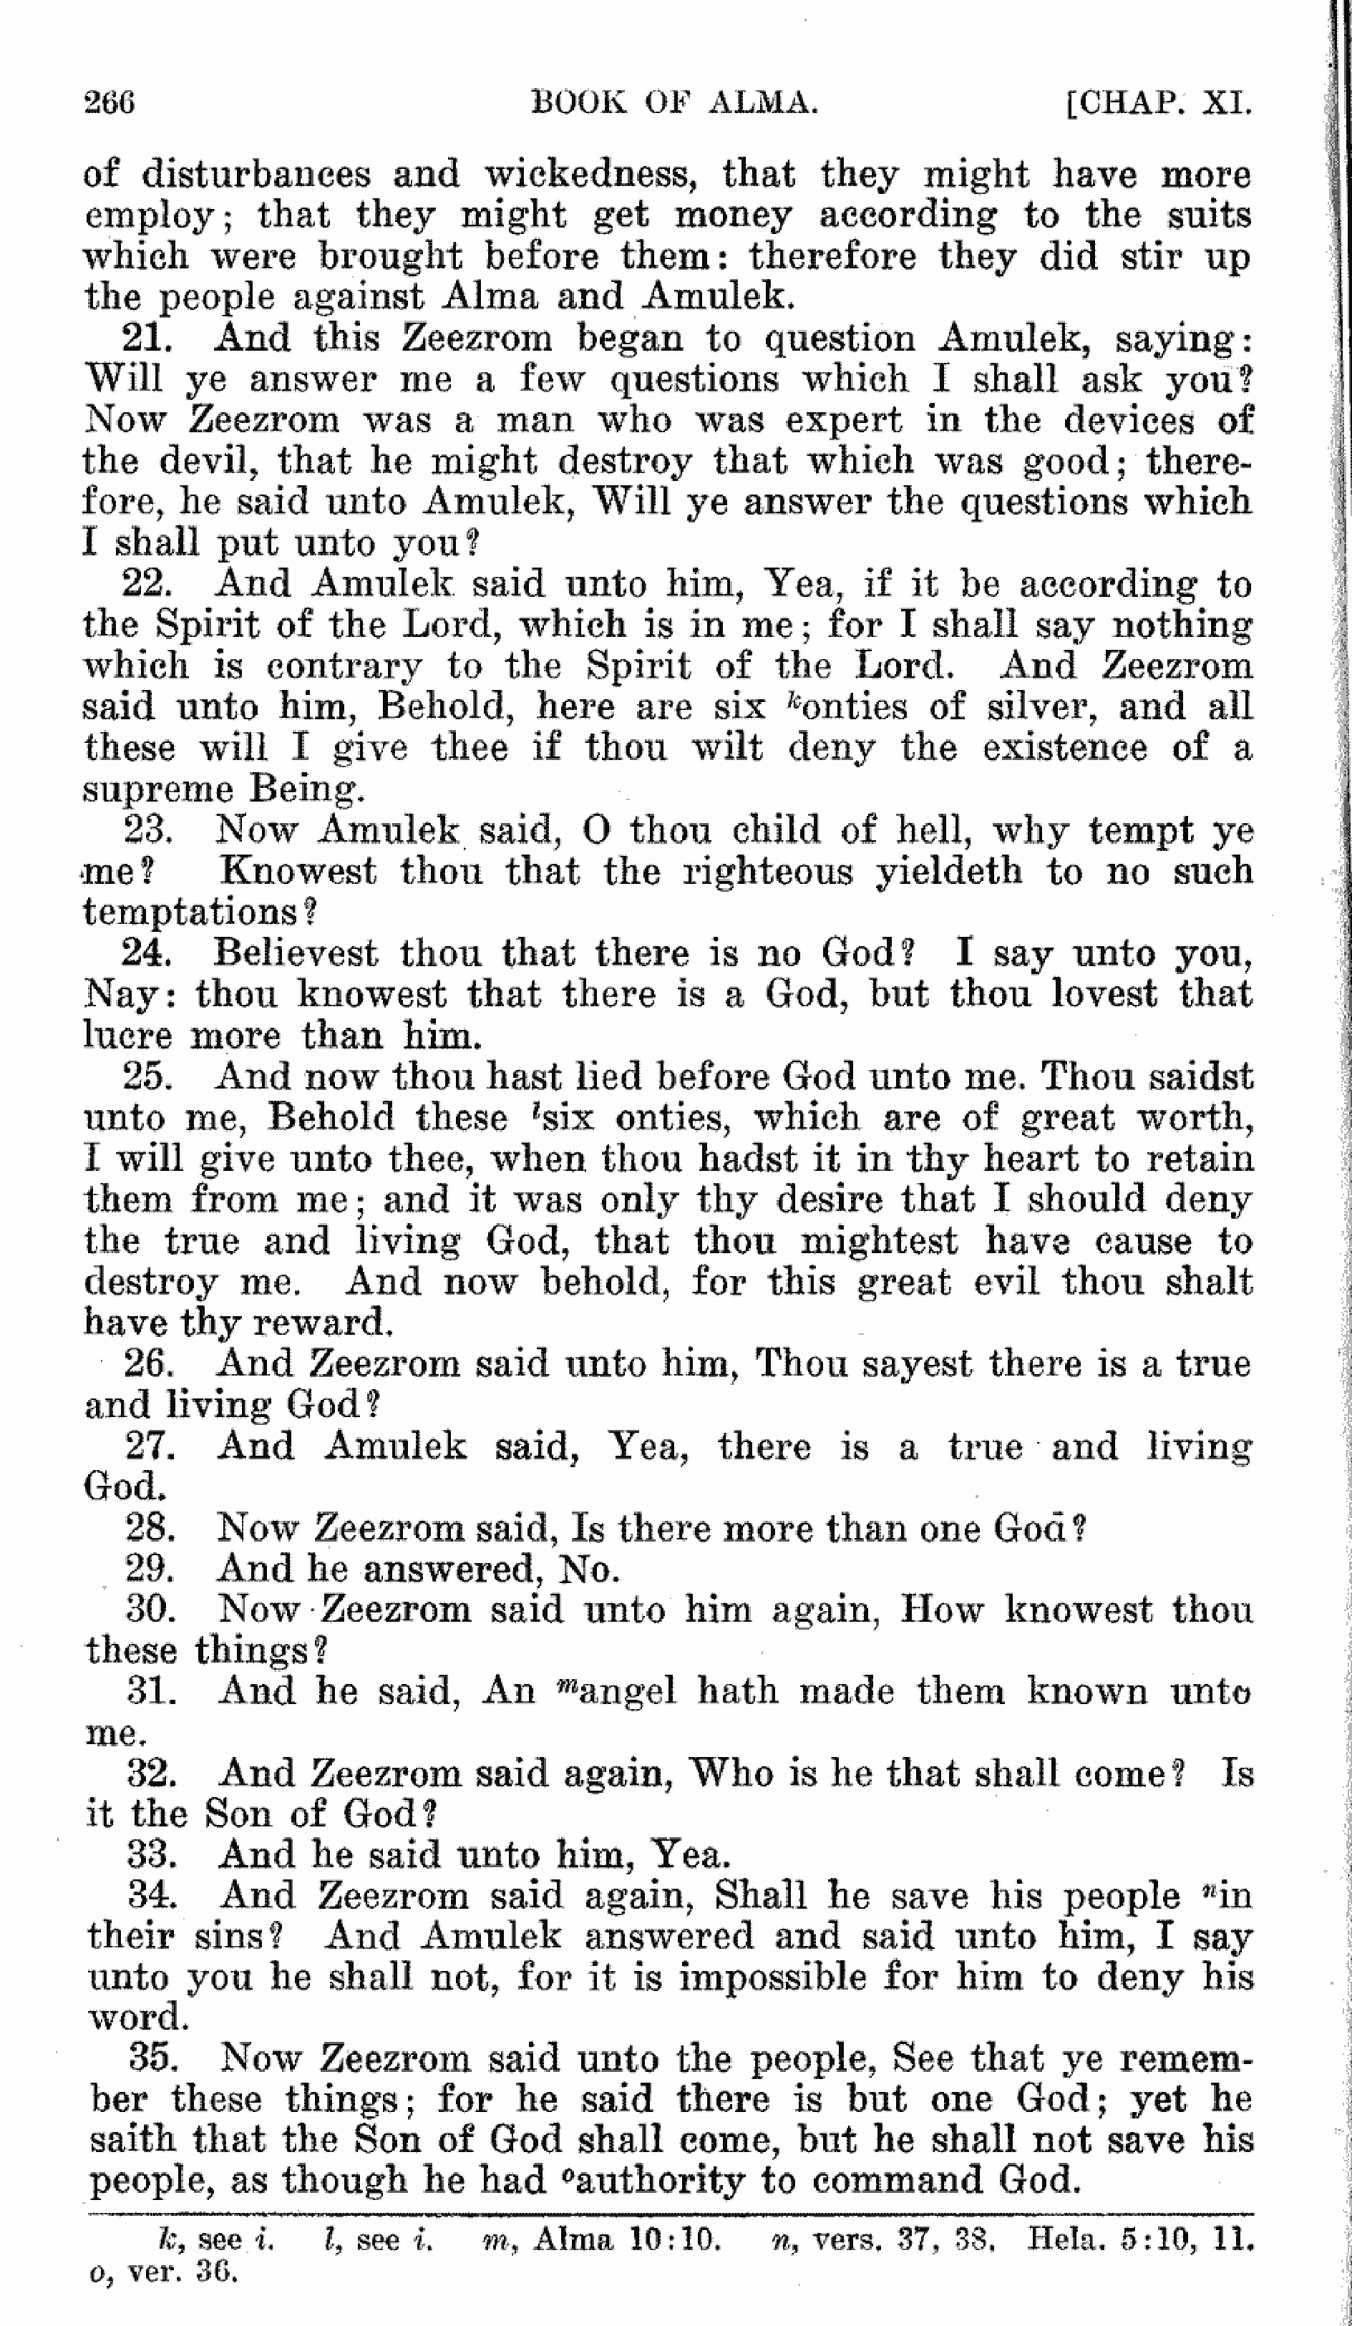 266 BOOK OF ALMA. [CHAP. XI.
of disturbances and wickedness, that they might have more
employ; that they might get money according to the suits
which were brought before them: therefore they did stir up
the people against Alma and Amulek.
21. And this Zeezrom began to question Amulek, saying:
Will ye answer me a few questions which I shall ask you?
Now Zeezrom was a man who was expert in the devices of
the devil, that he might destroy that which was good; there-
fore, he said unto Amulek, Will ye answer the questions which
I shall put unto you?
22. And Amulek said unto him, Yea, if it be according to
the Spirit of the Lord, which is in me; for I shall say nothing
which is contrary to the Spirit of the Lord. And Zeezrom
said unto him, Behold, here are six konties of silver, and all
these will I give thee if thou wilt deny the existence of a
supreme Being.
23. Now Amulek said, O thou child of hell, why tempt ye
me? Knowest thou that the righteous yieldeth to no such
temptations?
24. Believest thou that there is no God? I say unto you,
Nay: thou knowest that there is a God, but thou lovest that
lucre more than him.
25. And now thou hast lied before God unto me. Thou saidst
unto me, Behold these lsix onties, which are of great worth,
I will give unto thee, when thou hadst it in thy heart to retain
them from me; and it was only thy desire that I should deny
the true and living God, that thou mightest have cause to
destroy me. And now behold, for this great evil thou shalt
have thy reward.
26. And Zeezrom said unto him, Thou sayest there is a true
and living God?
27. And Amulek said, Yea, there is a true and living
God.
28. Now Zeezrom said, Is there more than one God?
29. And he answered, No.
30. Now Zeezrom said unto him again, How knowest thou
these things?
31. And he said, An mangel hath made them known unto
me.
32. And Zeezrom said again, Who is he that shall come? Is
it the Son of God?
33. And he said unto him, Yea.
34. And Zeezrom said again, Shall he save his people nin
their sins? And Amulek answered and said unto him, I say
unto you he shall not, for it is impossible for him to deny his
word.
35. Now Zeezrom said unto the people, See that ye remem-
ber these things; for he said there is but one God; yet he
saith that the Son of God shall come, but he shall not save his
people, as though he had oauthority to command God.
k, see i. l, see i. m, Alma 10:10. n, vers. 37, 38. Hela. 5:10, 11.
o, ver. 36.